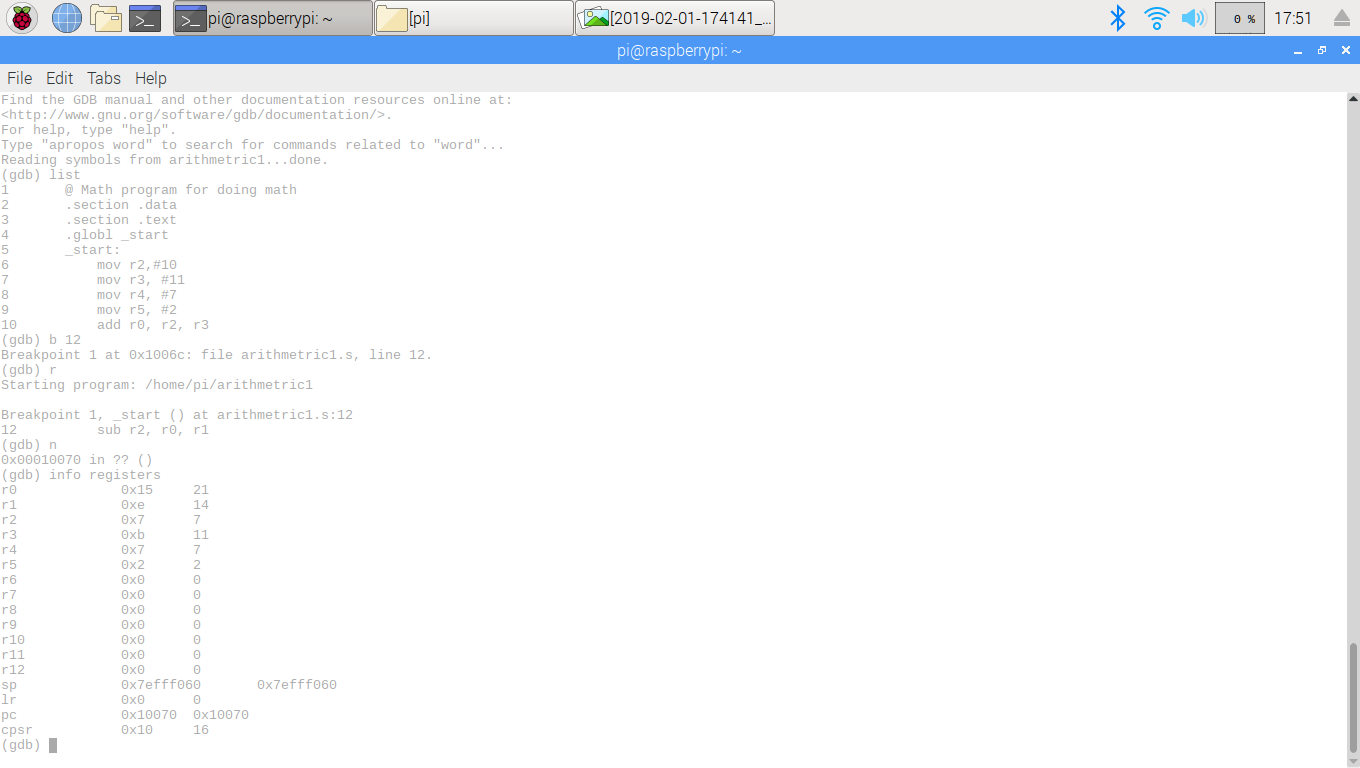 pi@raspberrypi: ~
[pi]
[2019-02-01-174141_...
0 %
17:51
pi@raspberrypi: ~
File Edit Tabs Help
Find the GDB manual and other documentation resources online at:
<http://www.gnu.org/software/gdb/documentation/>.
For help, type "help".
Type "apropos word" to search for commands related to "word"...
Reading symbols from arithmetric1...done.
(gdb) list
1       @ Math program for doing math
2       .section .data
3       .section .text
4       .globl _start
5       _start:
6           mov r2,#10
7           mov r3, #11
8           mov r4, #7
9           mov r5, #2
10          add r0, r2, r3
(gdb) b 12
Breakpoint 1 at 0x1006c: file arithmetric1.s, line 12.
(gdb) r
Starting program: /home/pi/arithmetric1
Breakpoint 1, _start () at arithmetric1.s:12
12          sub r2, r0, r1
(gdb) n
0x00010070 in ?? ()
(gdb) info registers
r0             0x15     21
r1             0xe      14
r2             0x7      7
r3             0xb      11
r4             0x7      7
r5             0x2      2
r6             0x0      0
r7             0x0      0
r8             0x0      0
r9             0x0      0
r10            0x0      0
r11            0x0      0
r12            0x0      0
sp             0x7efff060       0x7efff060
lr             0x0      0
pc             0x10070  0x10070
cpsr           0x10     16
(gdb)